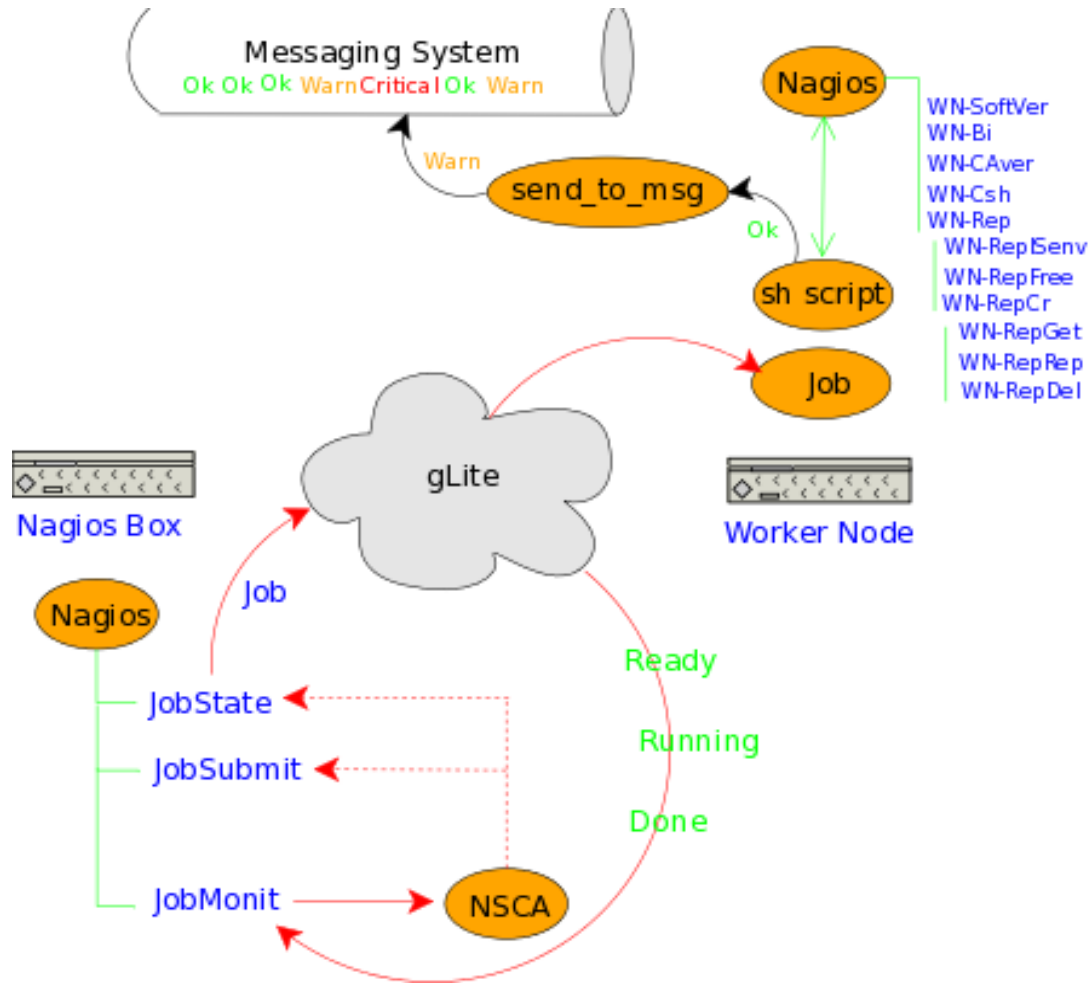 Messaging System
Ok Ok Ok Warn Critical Ok Warn
Nagios
WN-SoftVer
WN-Bi
WN-CAver
WN-Csh
WN-Rep
WN-ReplSenv
WN-RepFree
WN-RepCr
WN-RepGet
WN-RepRep
WN-RepDel
Warn
send_to_msg
Ok
sh script
Job
gLite
Nagios Box
Worker Node
Job
Nagios
JobState
JobSubmit
JobMonit
NSCA
Ready
Running
Done